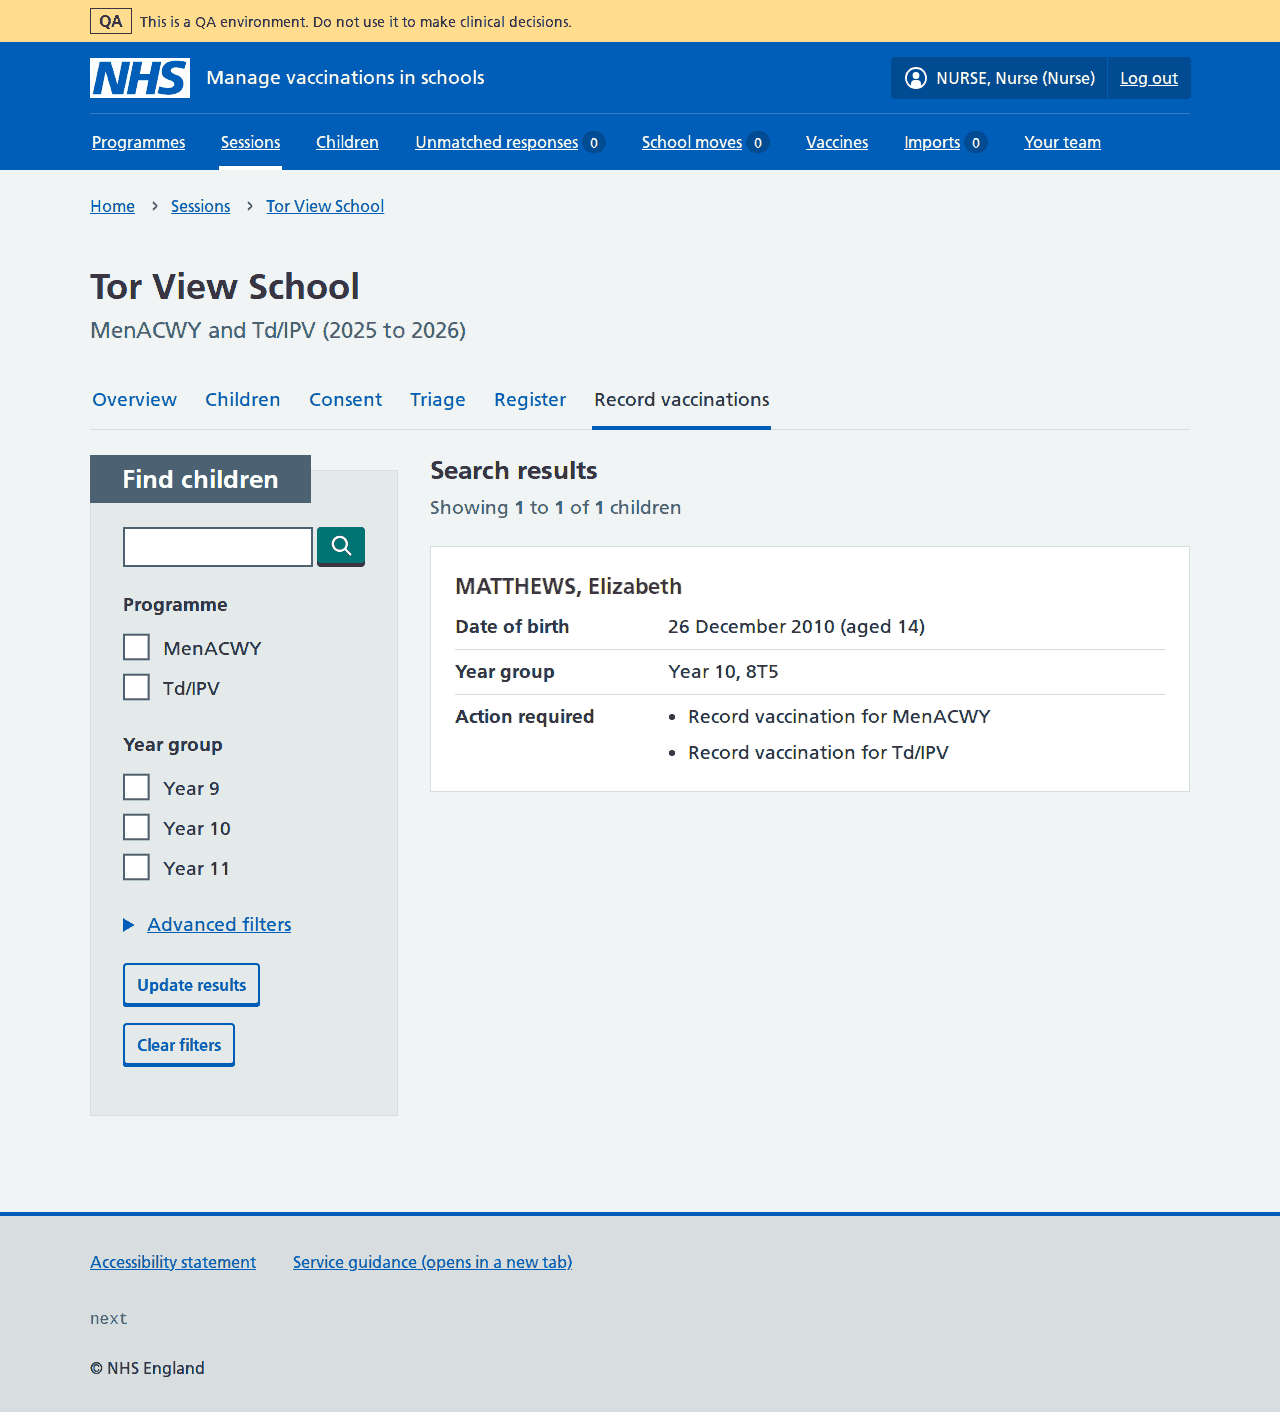 QA This is a QA environment. Do not use it to make clinical decisions.
NHS Manage vaccinations in schools NURSE, Nurse (Nurse) Log out
Programmes Sessions Children Unmatched responses 0 School moves 0 Vaccines Imports 0 Your team
Home Sessions Tor View School
Tor View School
MenACWY and Td/IPV (2025 to 2026)
Overview Children Consent Triage Register Record vaccinations
Find children
Programme
MenACWY
Td/IPV
Year group
Year 9
Year 10
Year 11
Advanced filters
Update results
Clear filters
Search results
Showing 1 to 1 of 1 children
MATTHEWS, Elizabeth
Date of birth 26 December 2010 (aged 14)
Year group Year 10, 8T5
Action required • Record vaccination for MenACWY
• Record vaccination for Td/IPV
Accessibility statement Service guidance (opens in a new tab)
next
© NHS England